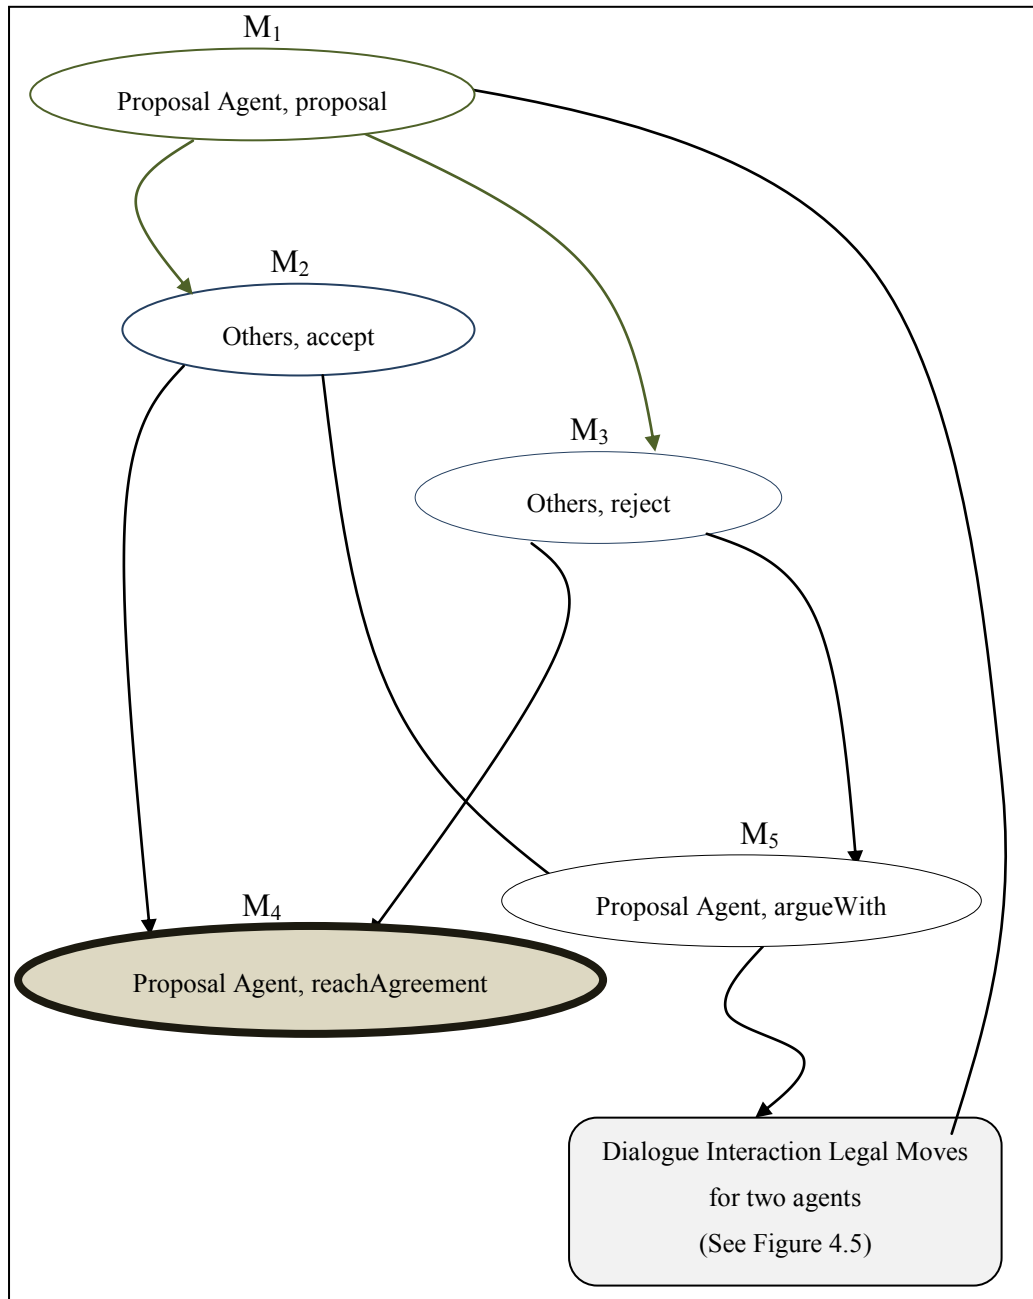 M₁
Proposal Agent, proposal
M₂
Others, accept
M₃
Others, reject
M₅
Proposal Agent, argueWith
M₄
Proposal Agent, reachAgreement
Dialogue Interaction Legal Moves
for two agents
(See Figure 4.5)